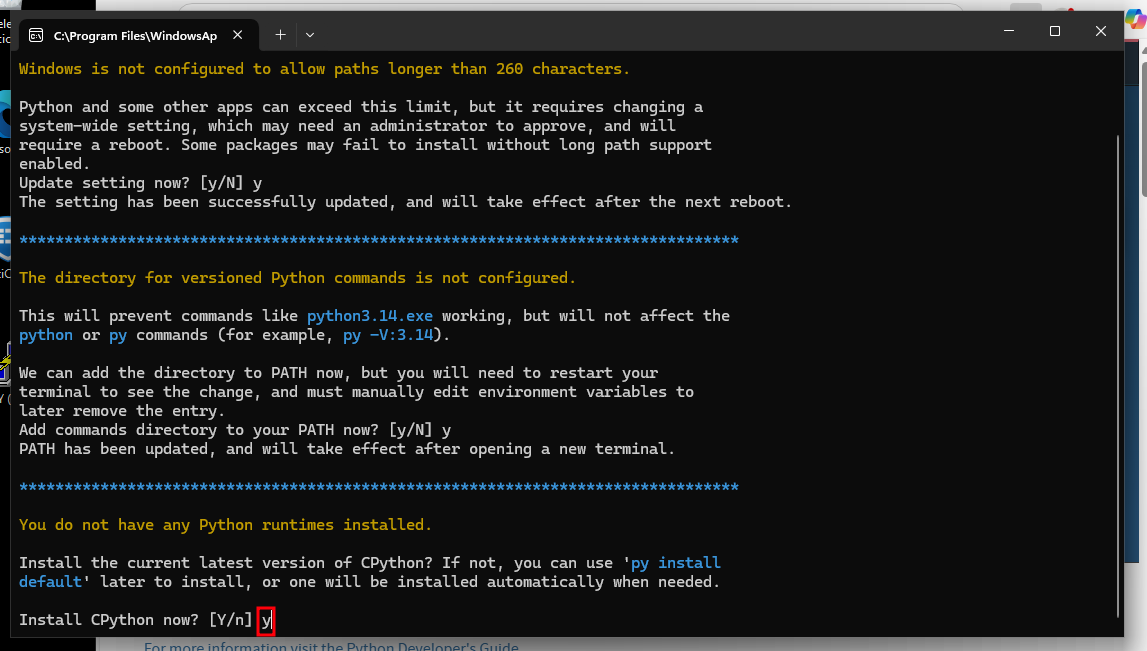 C:\Program Files\WindowsAp
Windows is not configured to allow paths longer than 260 characters.
Python and some other apps can exceed this limit, but it requires changing a
system-wide setting, which may need an administrator to approve, and will
require a reboot. Some packages may fail to install without long path support
enabled.
Update setting now? [y/N] y
The setting has been successfully updated, and will take effect after the next reboot.
********************************************************************************
The directory for versioned Python commands is not configured.
This will prevent commands like python3.14.exe working, but will not affect the
python or py commands (for example, py -V:3.14).
We can add the directory to PATH now, but you will need to restart your
terminal to see the change, and must manually edit environment variables to
later remove the entry.
Add commands directory to your PATH now? [y/N] y
PATH has been updated, and will take effect after opening a new terminal.
********************************************************************************
You do not have any Python runtimes installed.
Install the current latest version of CPython? If not, you can use 'py install
default' later to install, or one will be installed automatically when needed.
Install CPython now? [Y/n] y
For more information visit the Python Developer's Guide